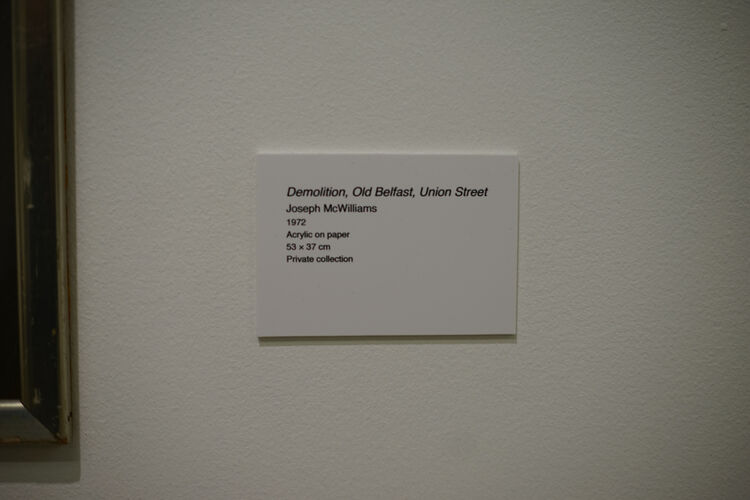 Demolition, Old Belfast, Union Street
Joseph McWilliams
1972
Acrylic on paper
53 × 37 cm
Private collection